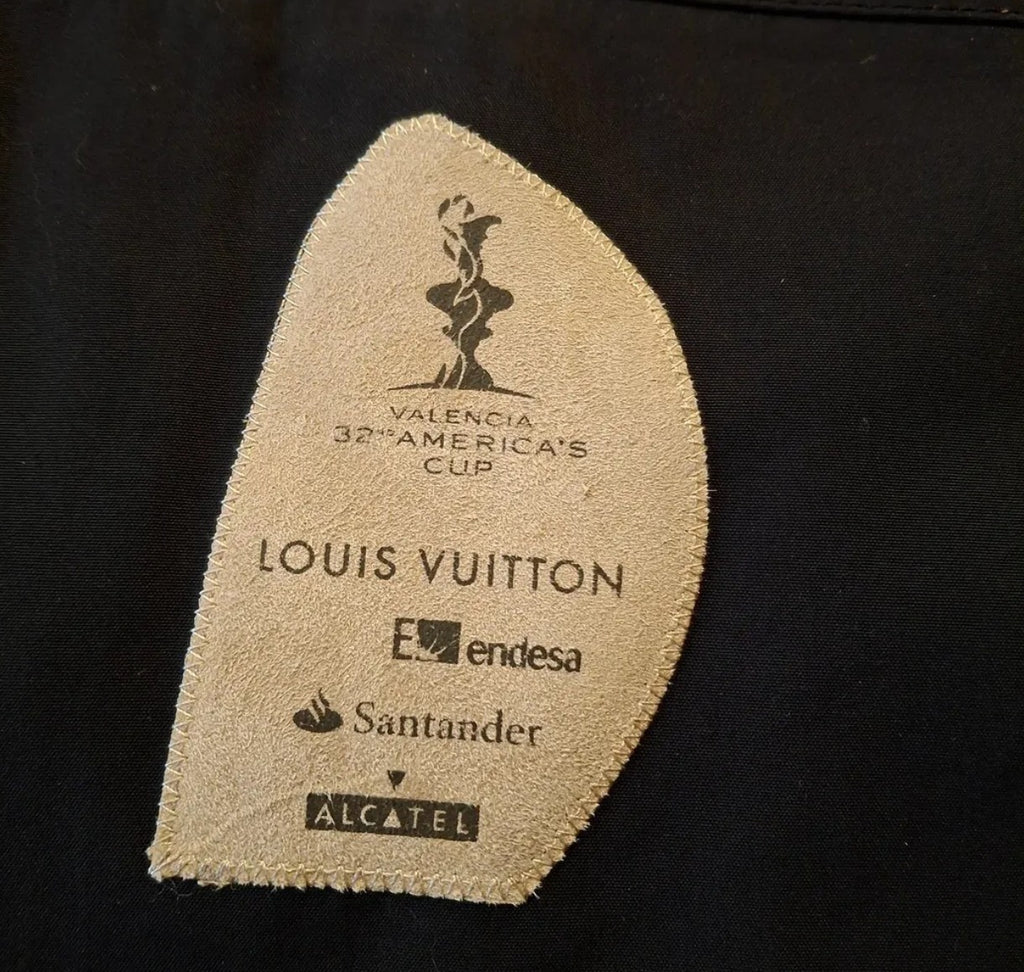 VALENCIA
32ND AMERICA'S
CUP
LOUIS VUITTON
E endesa
Santander
ALCATEL